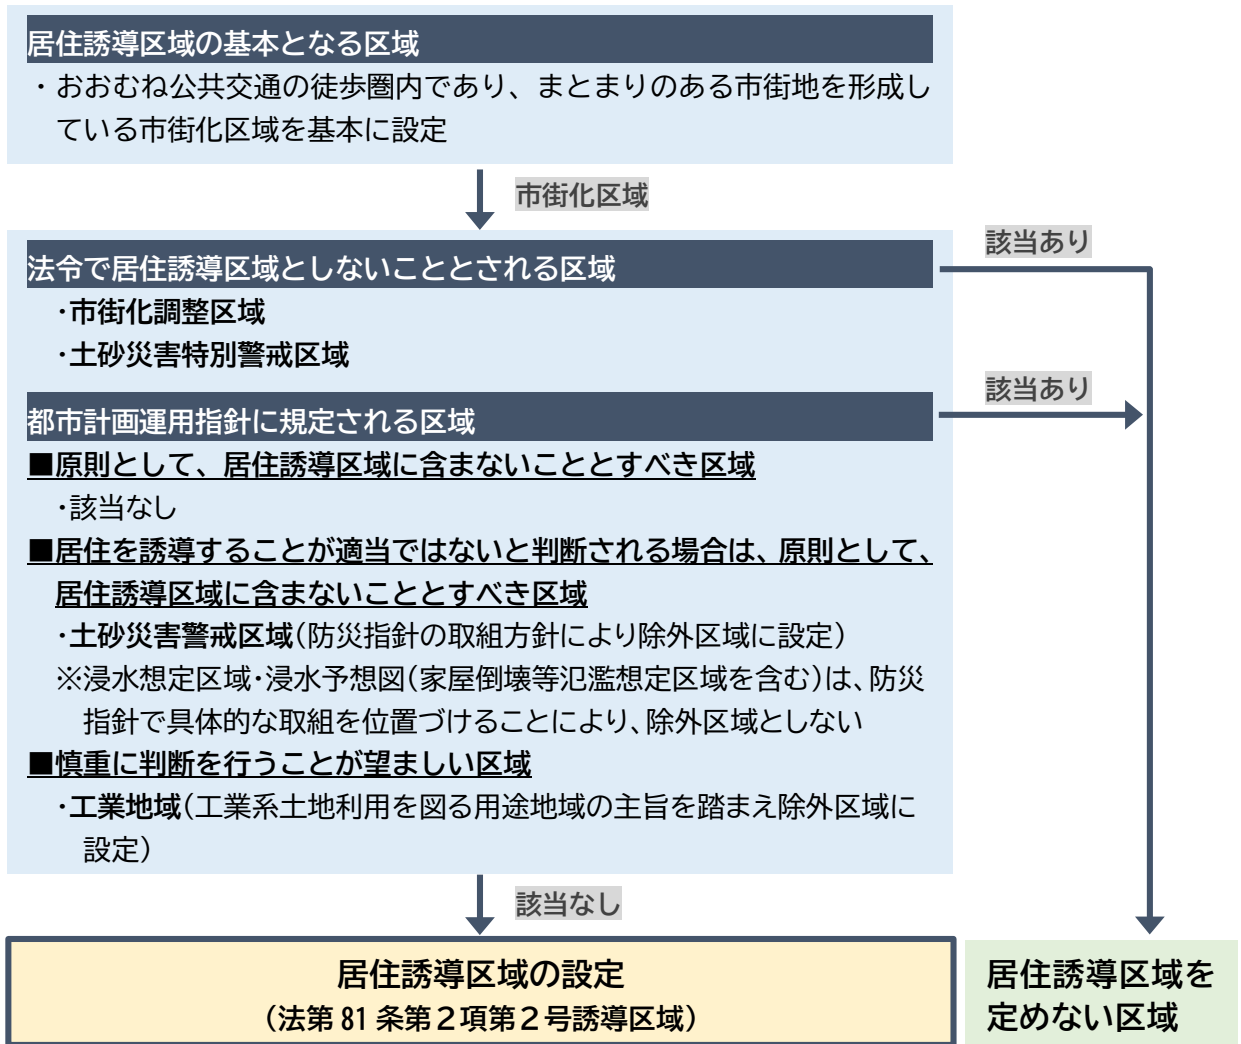 居住誘導区域の基本となる区域
・おおむね公共交通の徒歩圏内であり、まとまりのある市街地を形成し
ている市街化区域を基本に設定
市街化区域
該当あり
法令で居住誘導区域としないこととされる区域
・市街化調整区域
・土砂災害特別警戒区域
該当あり
都市計画運用指針に規定される区域
■原則として、居住誘導区域に含まないこととすべき区域
・該当なし
■居住を誘導することが適当ではないと判断される場合は、原則として、
居住誘導区域に含まないこととすべき区域
・土砂災害警戒区域(防災指針の取組方針により除外区域に設定)
※浸水想定区域・浸水予想図(家屋倒壊等氾濫想定区域を含む)は、防災
指針で具体的な取組を位置づけることにより、除外区域としない
■慎重に判断を行うことが望ましい区域
・工業地域(工業系土地利用を図る用途地域の主旨を踏まえ除外区域に
設定)
該当なし
居住誘導区域の設定
(法第81条第２項第２号誘導区域)
居住誘導区域を
定めない区域